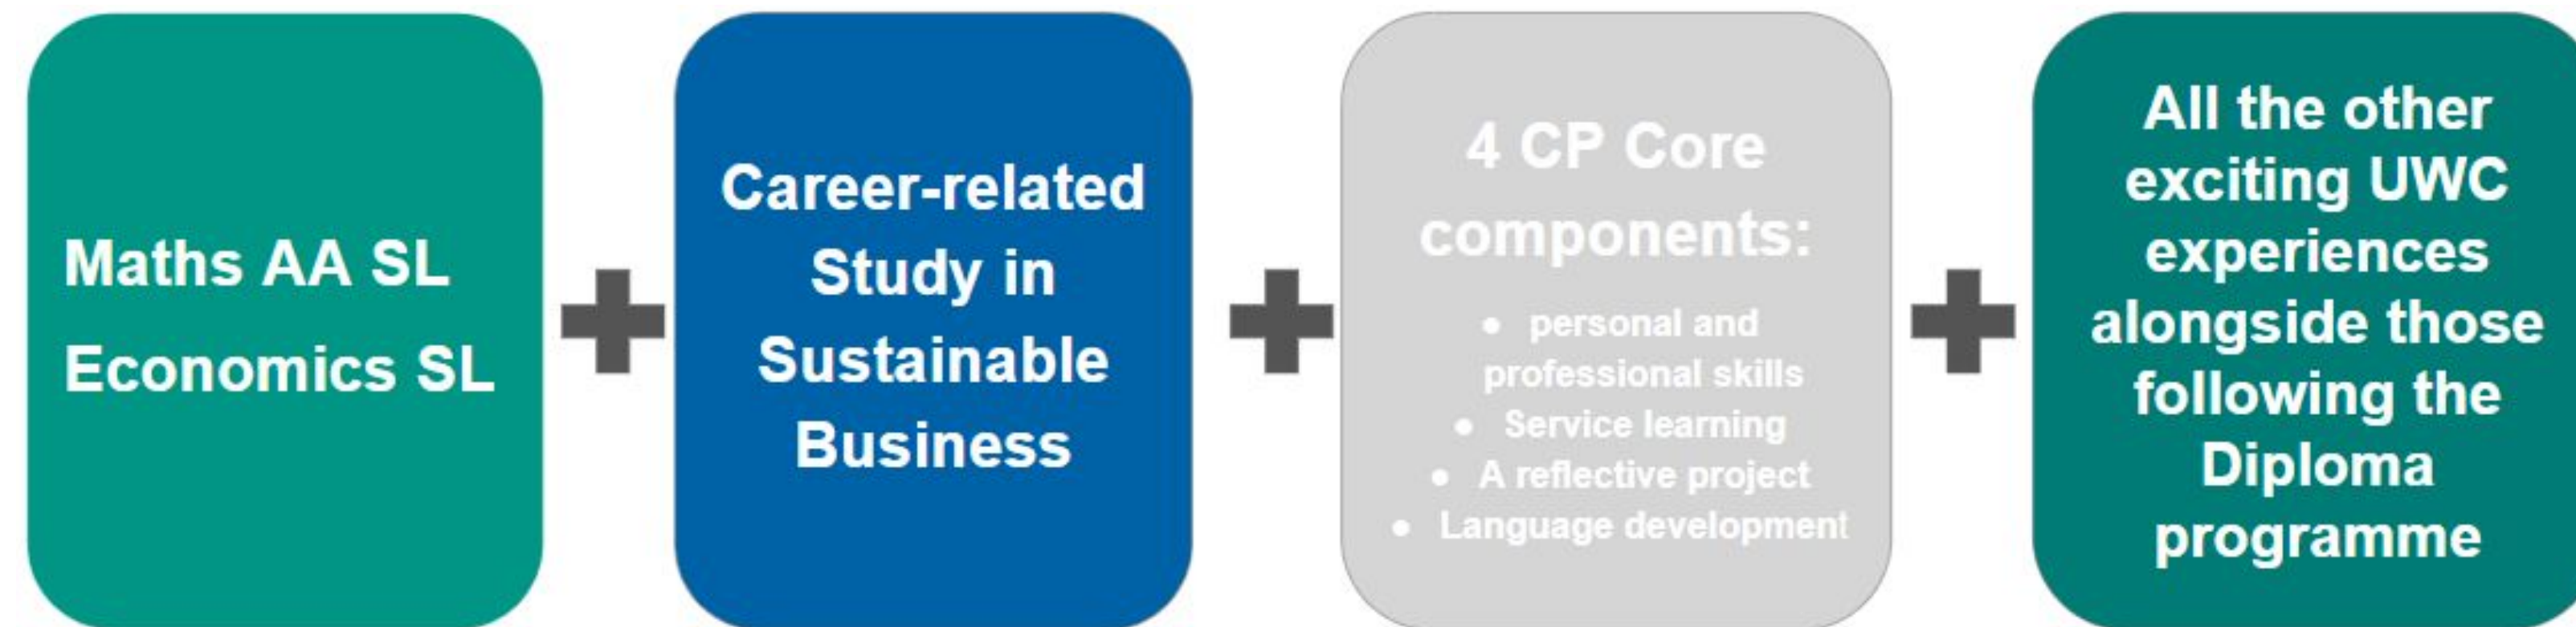 Maths AA SL
Economics SL
Career-related
Study in
Sustainable
Business
4 CP Core
components:
● personal and
professional skills
● Service learning
● A reflective project
● Language development
All the other
exciting UWC
experiences
alongside those
following the
Diploma
programme